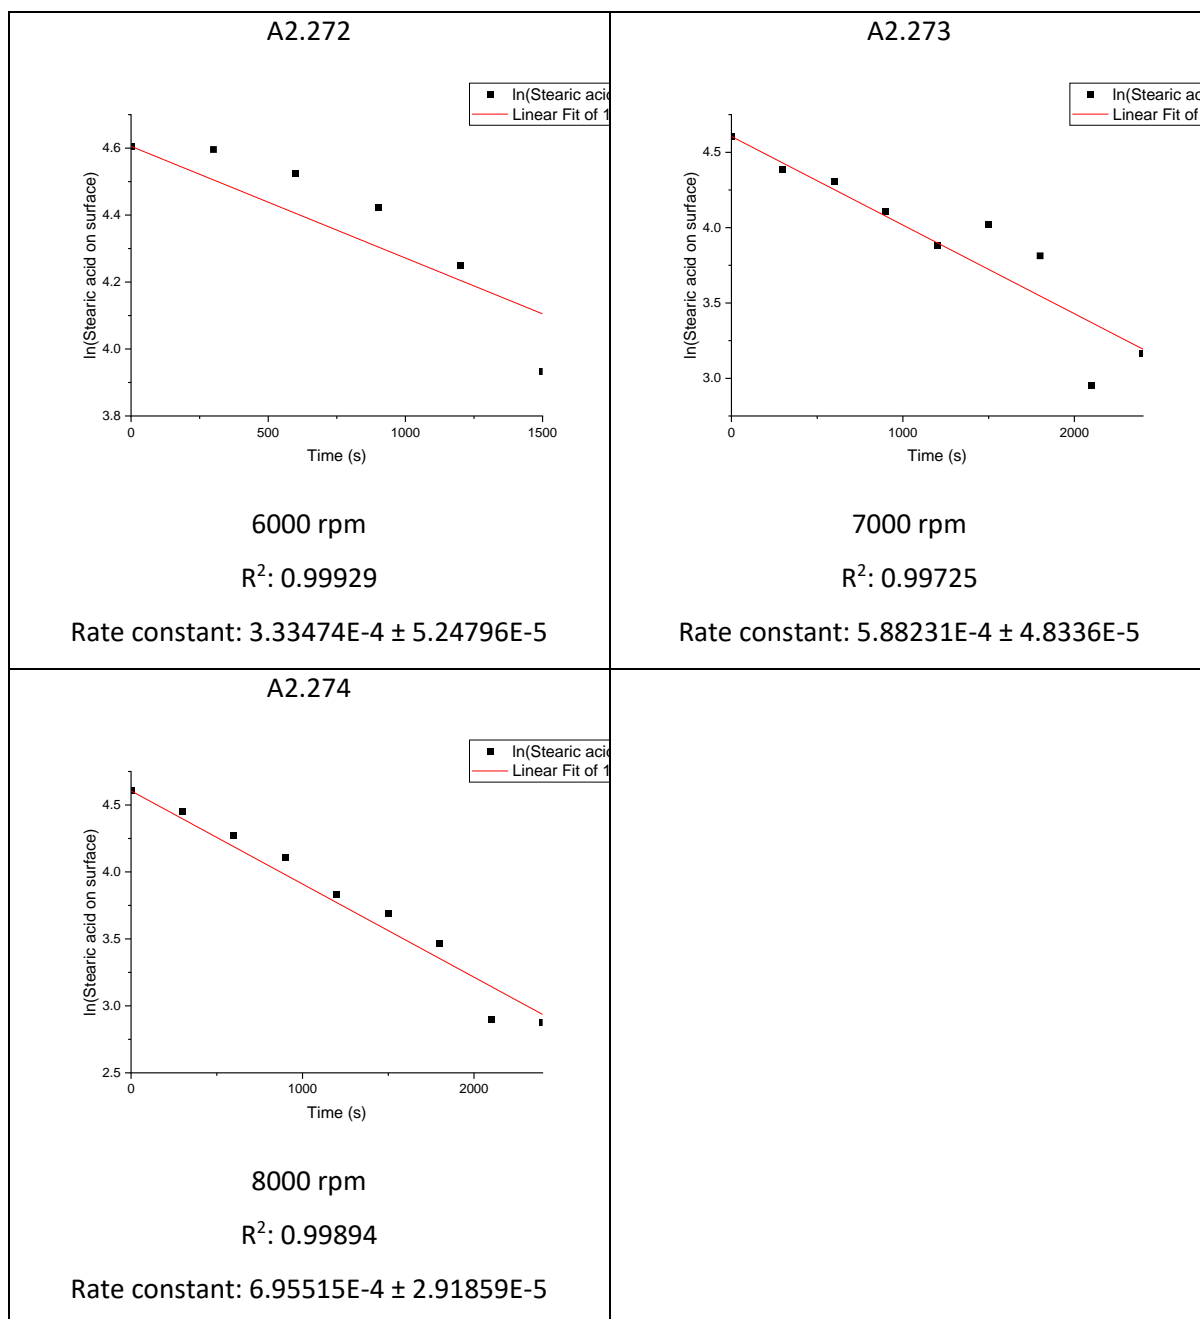 A2.272
ln(Stearic acid
Linear Fit of 1
ln(Stearic acid on surface)
4.6
4.4
4.2
4.0
3.8
0
500
1000
1500
Time (s)
6000 rpm
R²: 0.99929
Rate constant: 3.33474E-4 ± 5.24796E-5
A2.273
ln(Stearic ac
Linear Fit of
ln(Stearic acid on surface)
4.5
4.0
3.5
3.0
0
1000
2000
Time (s)
7000 rpm
R²: 0.99725
Rate constant: 5.88231E-4 ± 4.8336E-5
A2.274
ln(Stearic acid
Linear Fit of 1
ln(Stearic acid on surface)
4.5
4.0
3.5
3.0
2.5
0
1000
2000
Time (s)
8000 rpm
R²: 0.99894
Rate constant: 6.95515E-4 ± 2.91859E-5